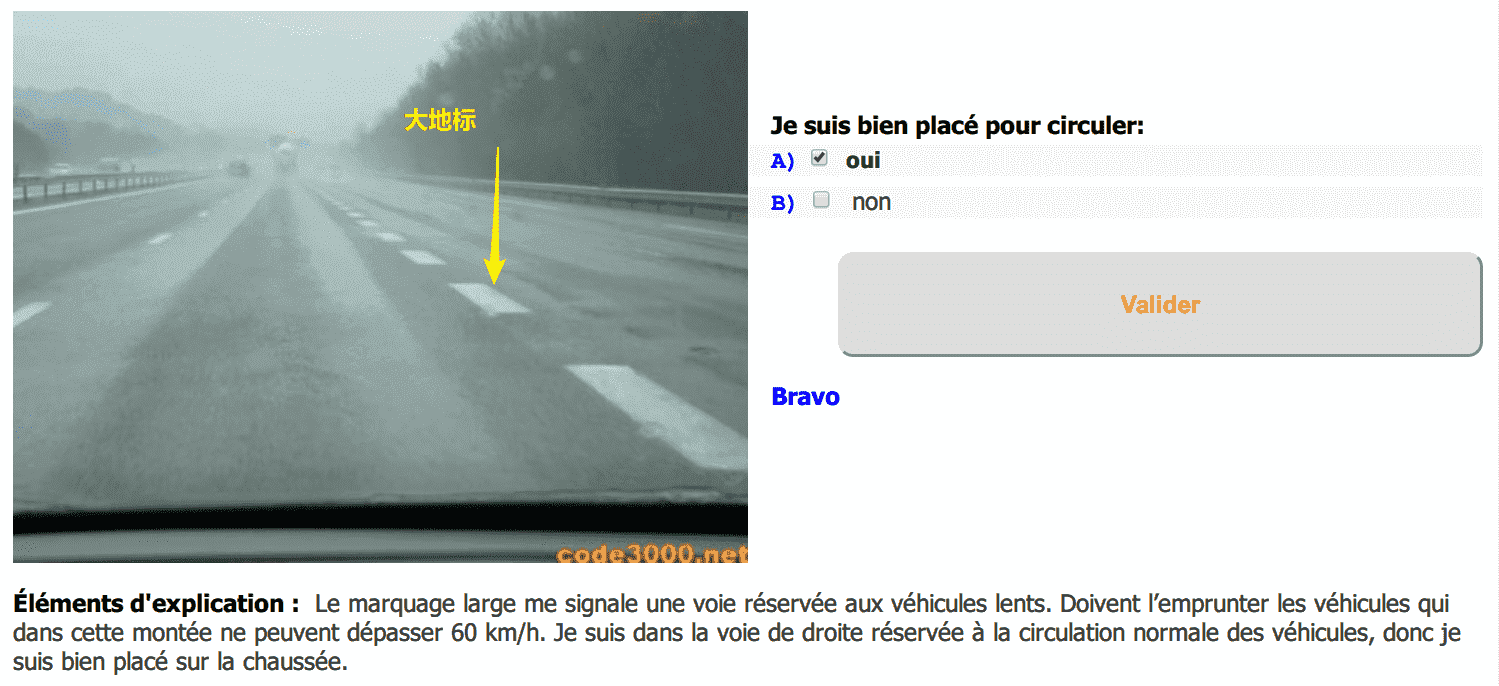 大地标
code3000.net
Je suis bien placé pour circuler:
A) oui
B) non
Valider
Bravo
Éléments d'explication : Le marquage large me signale une voie réservée aux véhicules lents. Doivent l’emprunter les véhicules qui
dans cette montée ne peuvent dépasser 60 km/h. Je suis dans la voie de droite réservée à la circulation normale des véhicules, donc je
suis bien placé sur la chaussée.